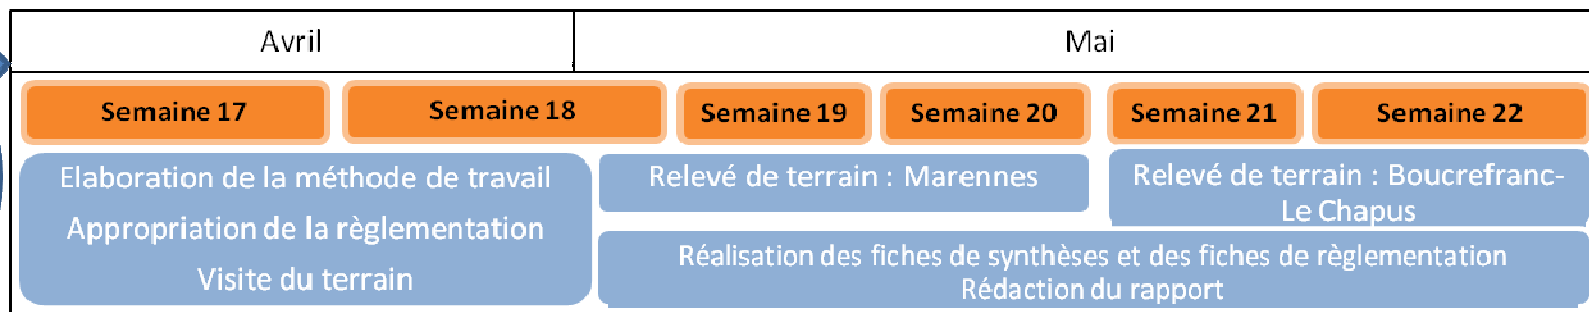 Avril
Mai
Semaine 17
Semaine 18
Semaine 19
Semaine 20
Semaine 21
Semaine 22
Elaboration de la méthode de travail
Appropriation de la règlementation
Visite du terrain
Relevé de terrain : Marennes
Relevé de terrain : Boucrefranc-
Le Chapus
Réalisation des fiches de synthèses et des fiches de règlementation
Rédaction du rapport